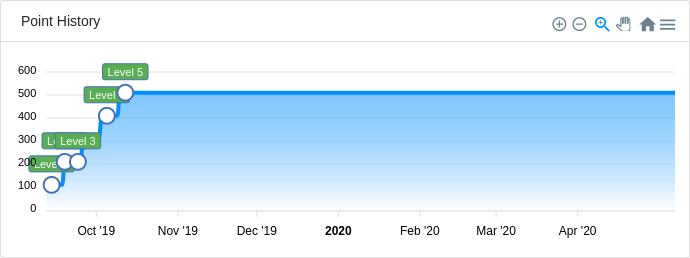 Point History
600
500
400
300
200
100
0
Level 5
Level
Level 3
Oct '19
Nov '19
Dec '19
2020
Feb '20
Mar '20
Apr '20